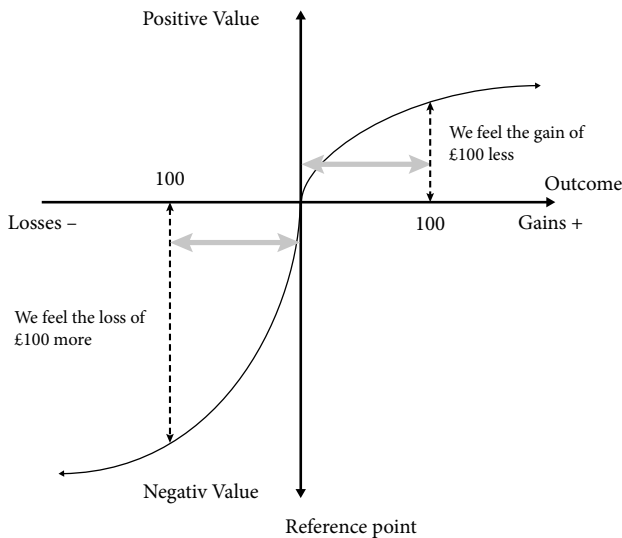 Positive Value
We feel the gain of
£100 less
100
Outcome
Losses –
100
Gains +
We feel the loss of
£100 more
Negativ Value
Reference point